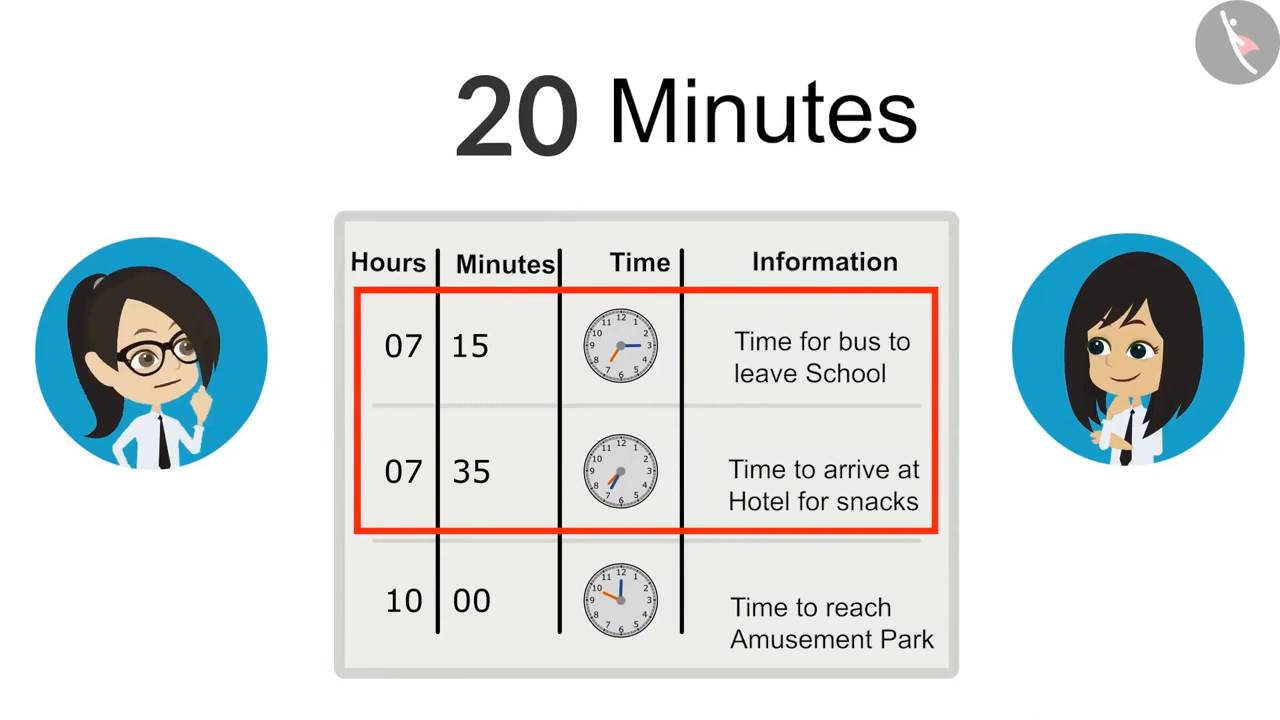 20 Minutes
Hours Minutes Time Information
07 15 Time for bus to
leave School
07 35 Time to arrive at
Hotel for snacks
10 00 Time to reach
Amusement Park